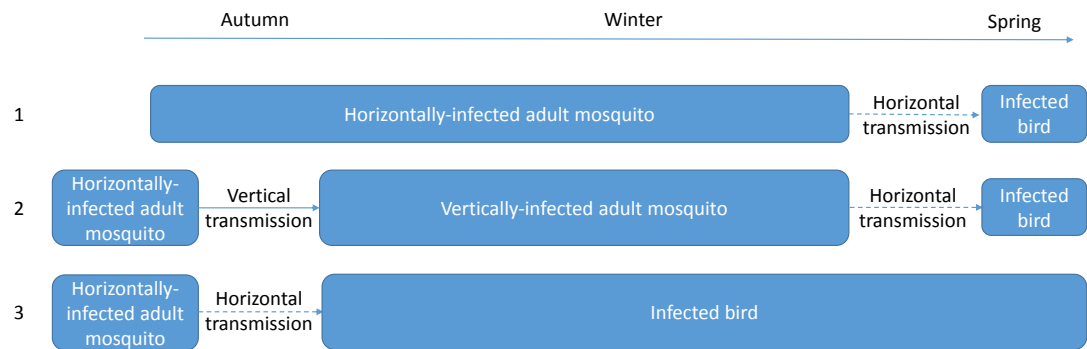 Autumn Winter Spring
1
Horizontally-infected adult mosquito
Horizontal
transmission
Infected
bird
2
Horizontally-
infected adult
mosquito
Vertical
transmission
Vertically-infected adult mosquito
Horizontal
transmission
Infected
bird
3
Horizontally-
infected adult
mosquito
Horizontal
transmission
Infected bird